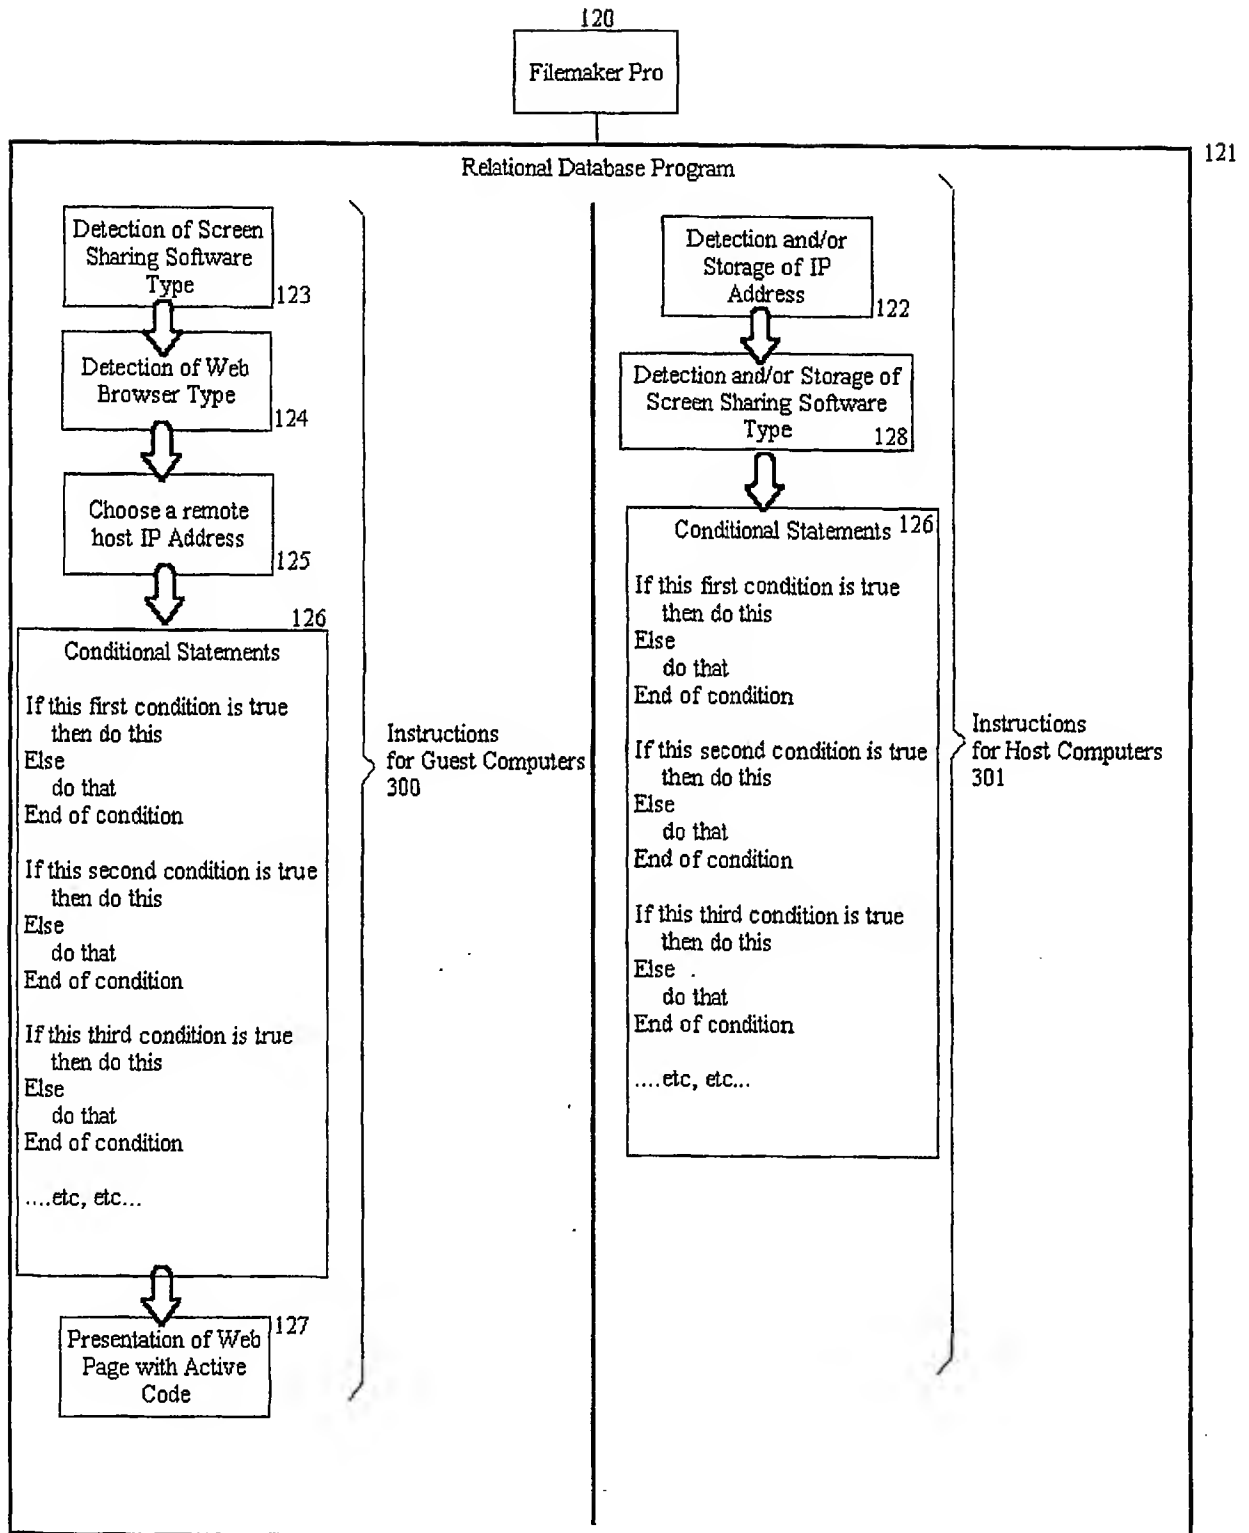 120
Filemaker Pro
121
Relational Database Program
Detection of Screen
Sharing Software
Type
123
Detection of Web
Browser Type
124
Choose a remote
host IP Address
125
126
Conditional Statements
If this first condition is true
then do this
Else
do that
End of condition
If this second condition is true
then do this
Else
do that
End of condition
If this third condition is true
then do this
Else
do that
End of condition
....etc, etc...
Presentation of Web
Page with Active
Code
127
Instructions
for Guest Computers
300
Detection and/or
Storage of IP
Address
122
Detection and/or Storage of
Screen Sharing Software
Type
128
Conditional Statements 126
If this first condition is true
then do this
Else
do that
End of condition
If this second condition is true
then do this
Else
do that
End of condition
If this third condition is true
then do this
Else .
do that
End of condition
....etc, etc...
Instructions
for Host Computers
301